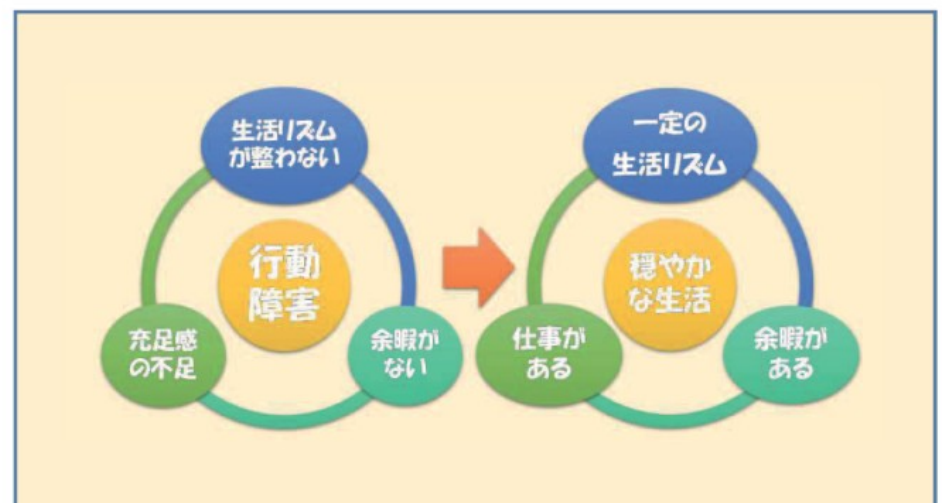 生活リズム
が整わない
行動
障害
充足感
の不足
余暇が
ない
一定の
生活リズム
穏やか
な生活
仕事が
ある
余暇が
ある